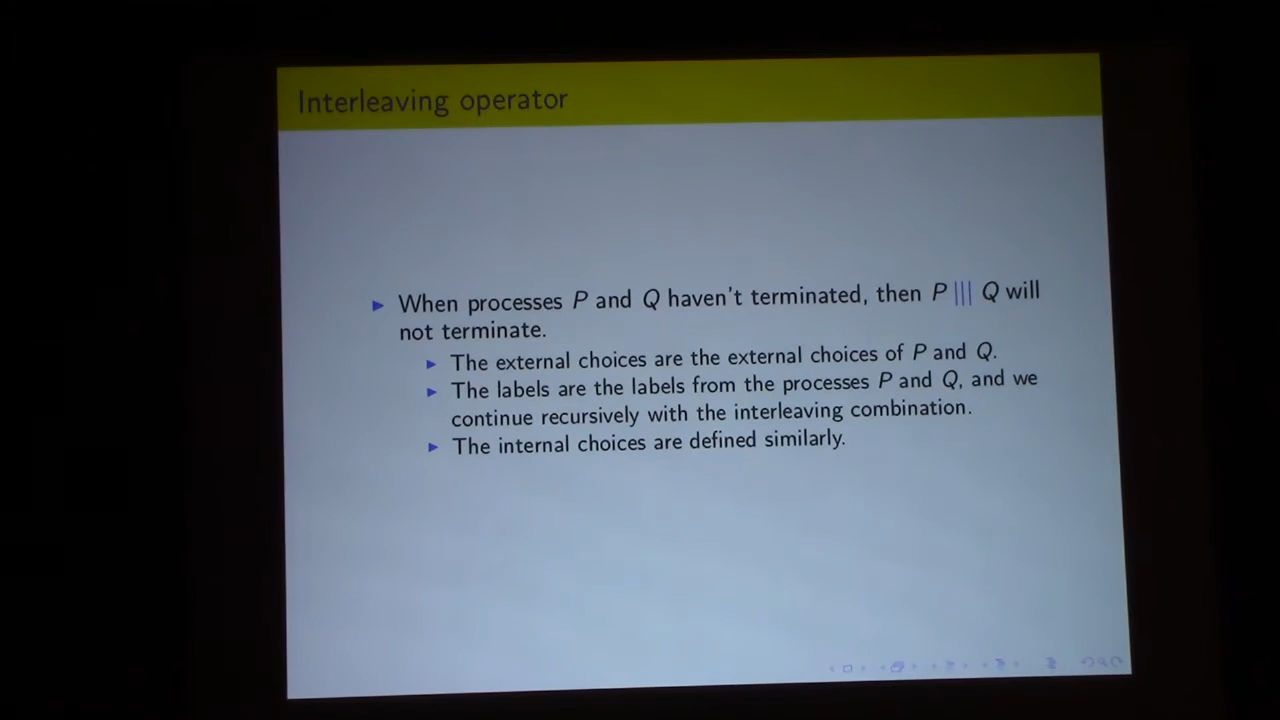 Interleaving operator
▶ When processes P and Q haven't terminated, then P ||| Q will
not terminate.
▶ The external choices are the external choices of P and Q.
▶ The labels are the labels from the processes P and Q, and we
continue recursively with the interleaving combination.
▶ The internal choices are defined similarly.